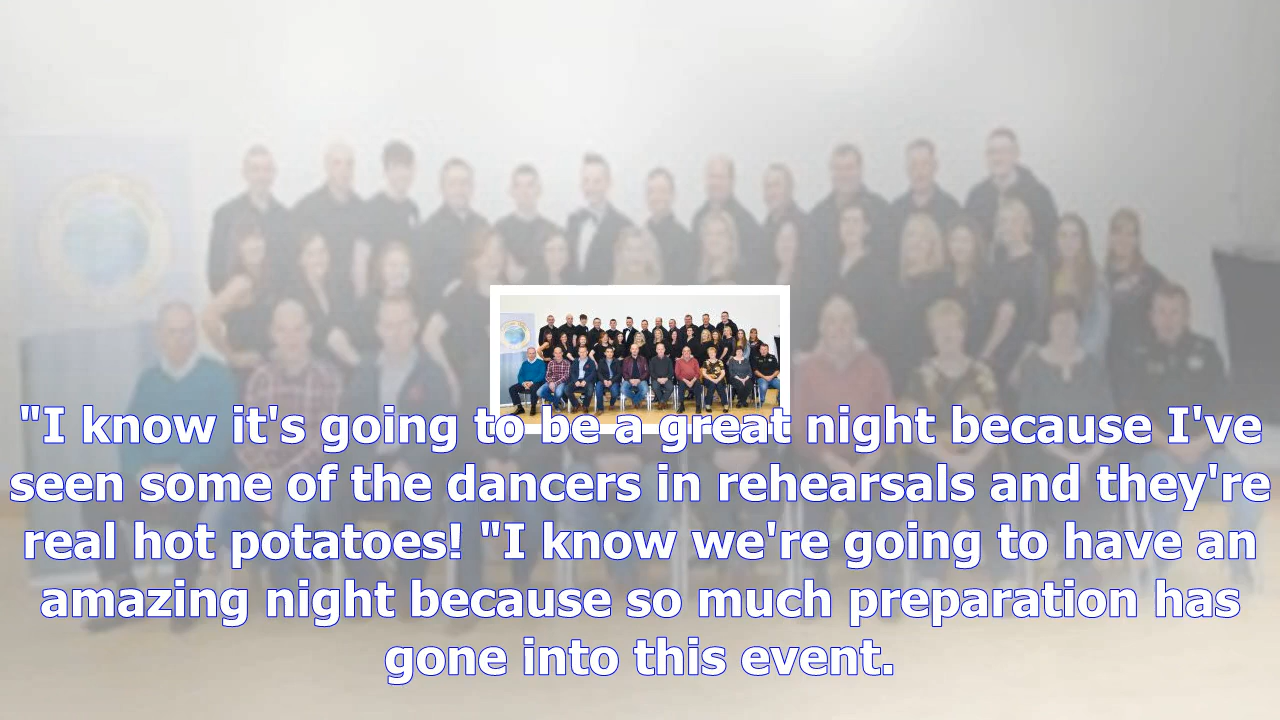 "I know it's going to be a great night because I've
seen some of the dancers in rehearsals and they're
real hot potatoes! "I know we're going to have an
amazing night because so much preparation has
gone into this event.